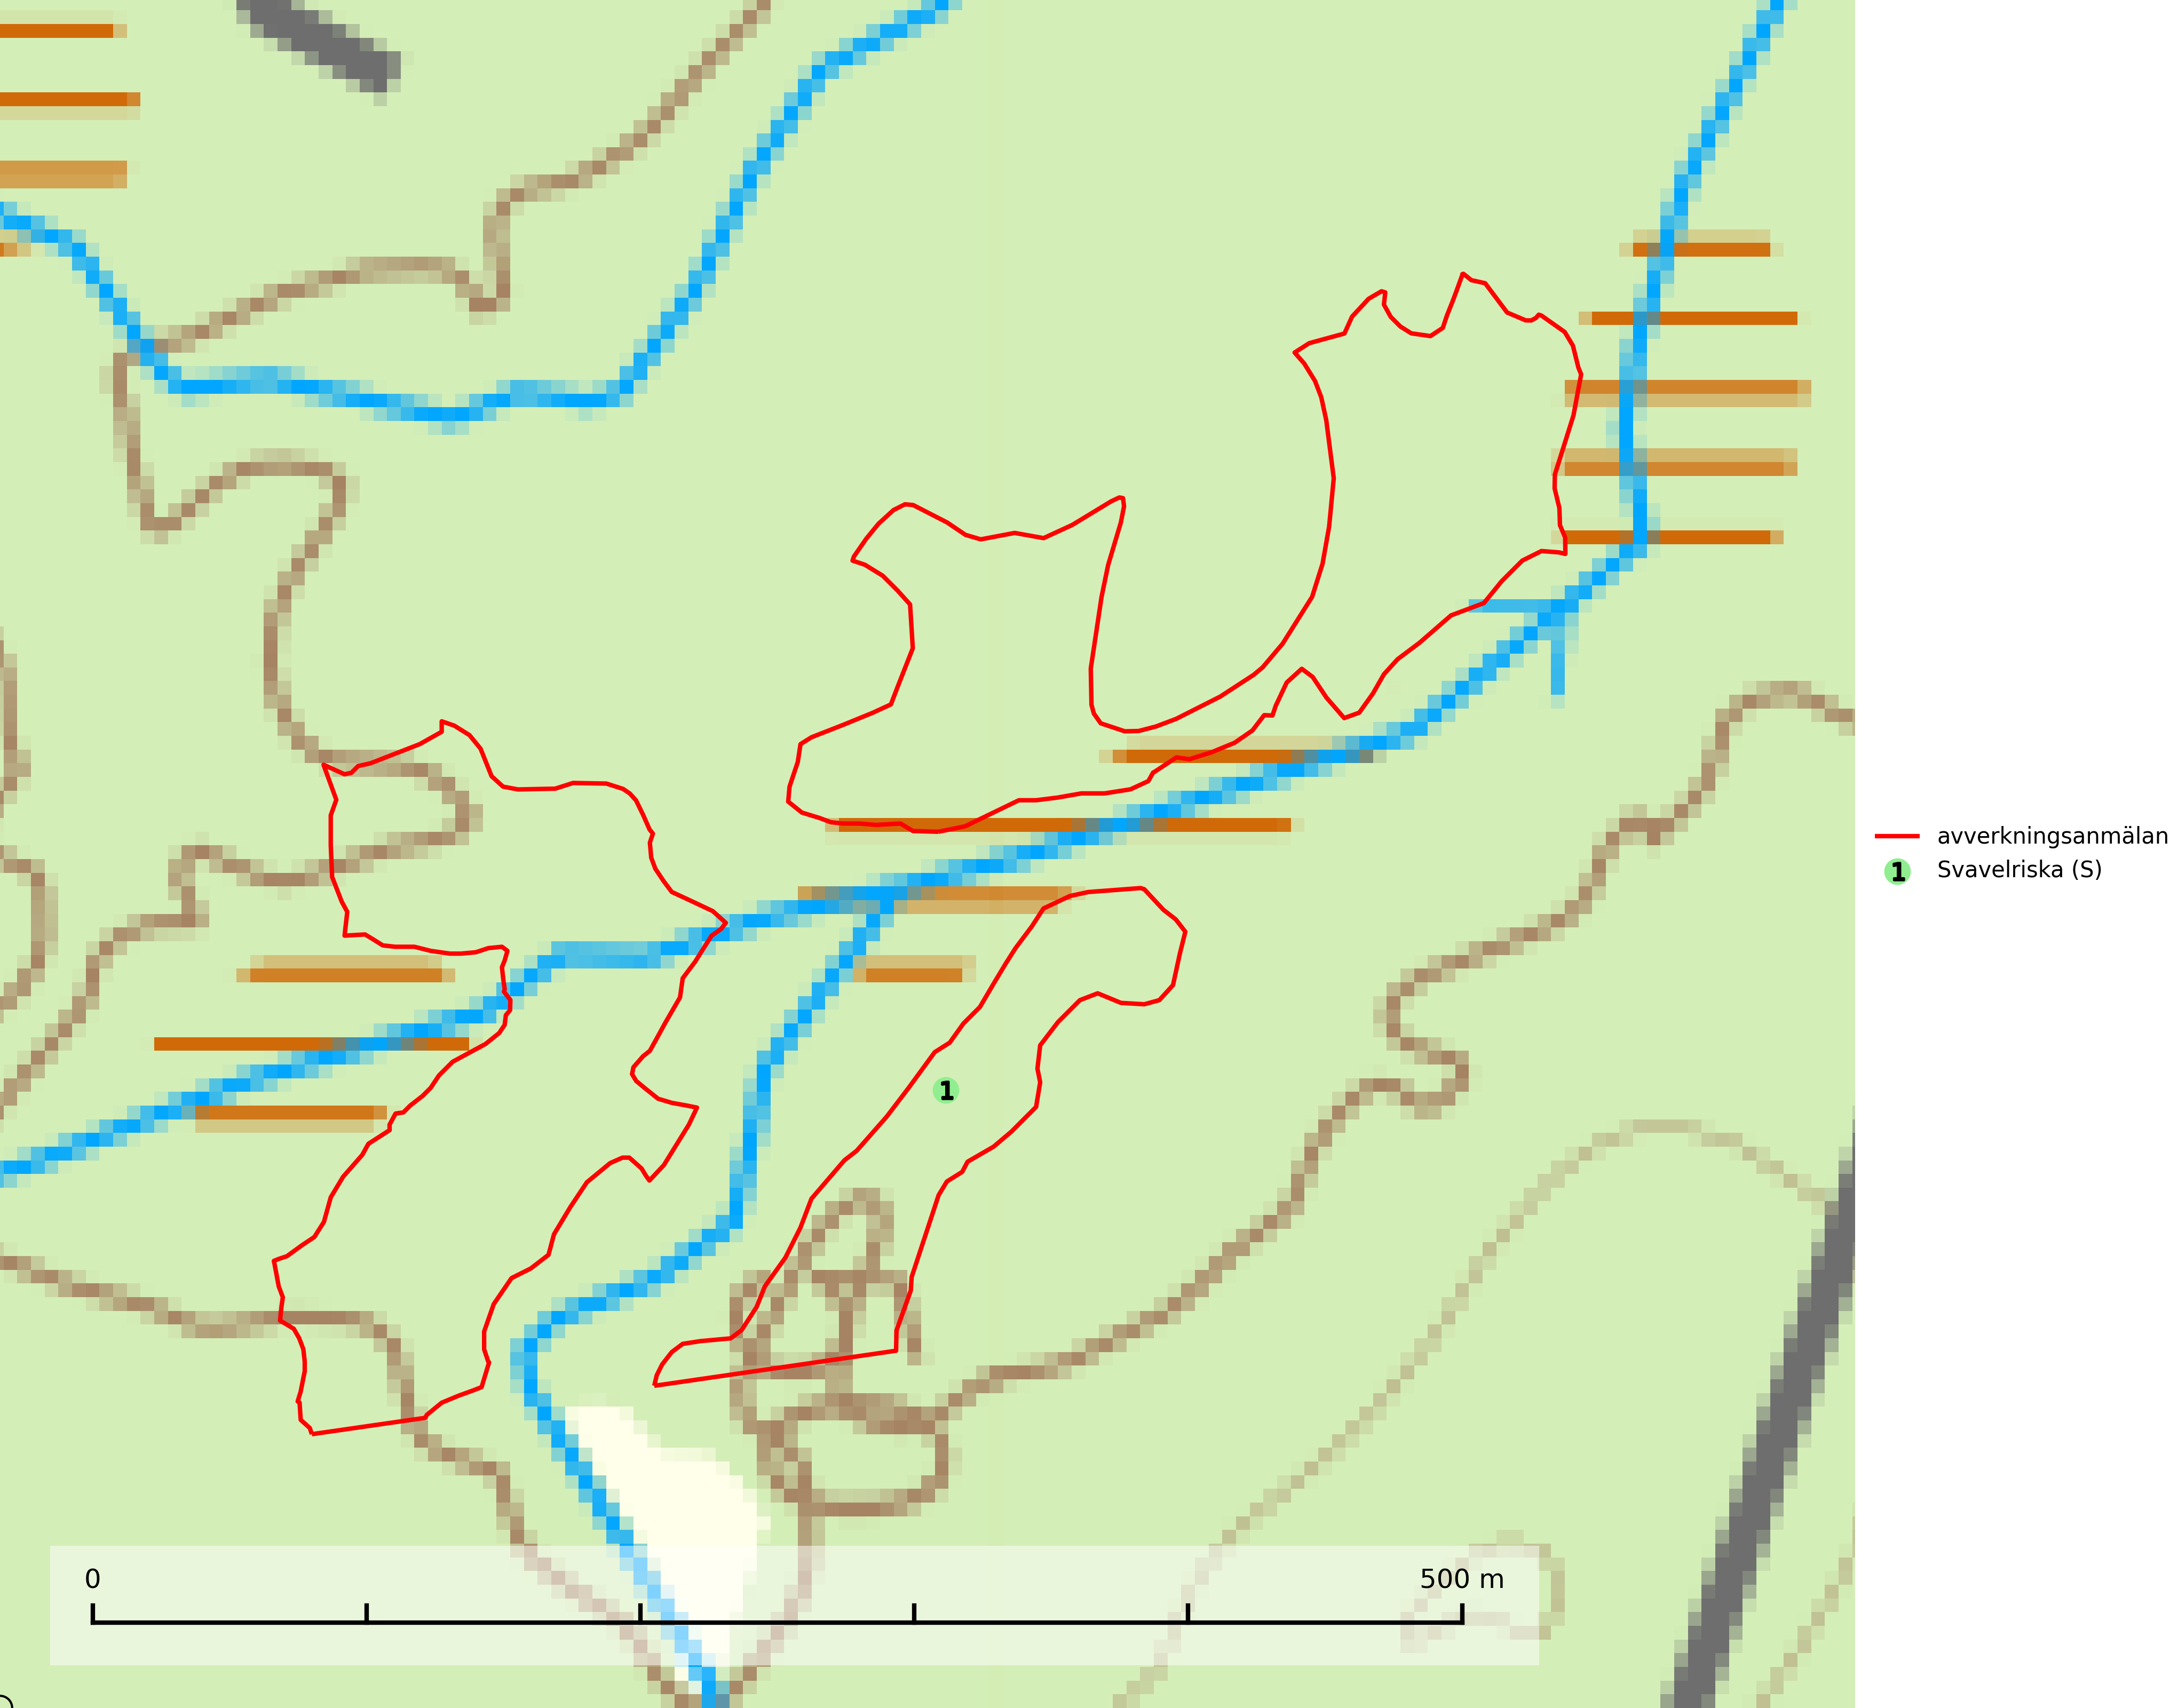 avverkningsanmälan
1 Svavelriska (S)
1
0 500 m